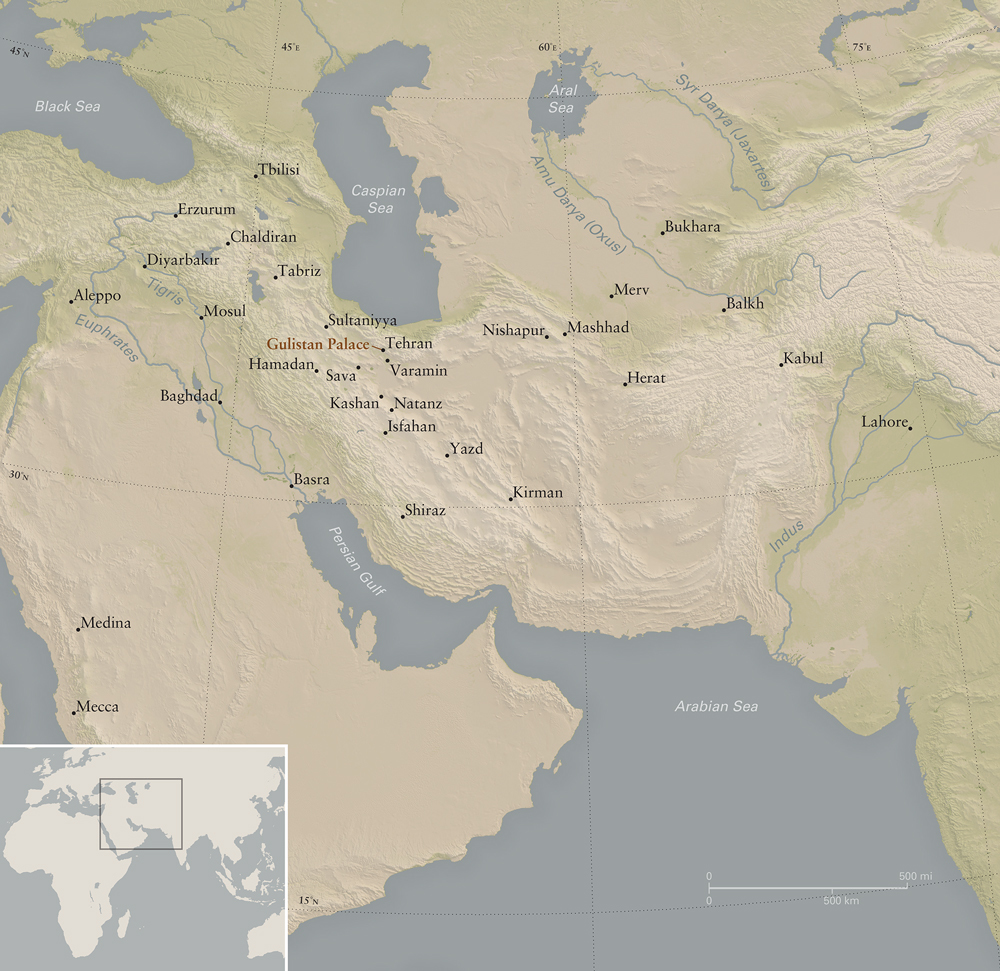 45°N
45°E
60°E
75°E
Black Sea
Aral
Sea
Syr Darya (Jaxartes)
Caspian
Sea
Amu Darya (Oxus)
Tbilisi
Erzurum
Chaldiran
Bukhara
Diyarbakır
Tabriz
Tigris
Aleppo
Mosul
Merv
Balkh
Sultaniyya
Euphrates
Nishapur
Mashhad
Gulistan Palace
Tehran
Hamadan
Sava
Varamin
Kabul
Herat
Baghdad
Kashan
Natanz
Isfahan
Lahore
Yazd
30°N
Basra
Kirman
Shiraz
Persian Gulf
Indus
Medina
Mecca
Arabian Sea
0
500 mi
0
500 km
15°N